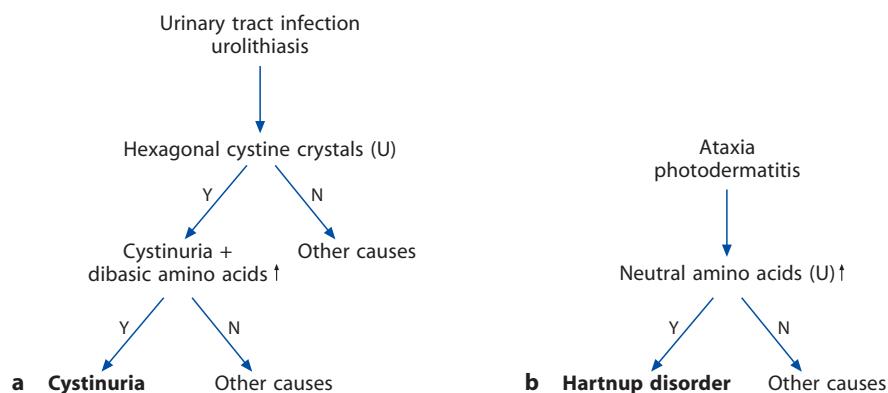 Urinary tract infection
urolithiasis
Hexagonal cystine crystals (U)
Y
N
Cystinuria +
dibasic amino acids ↑
Other causes
Y
N
a Cystinuria
Other causes
Ataxia
photodermatitis
Neutral amino acids (U) ↑
Y
N
b Hartnup disorder
Other causes